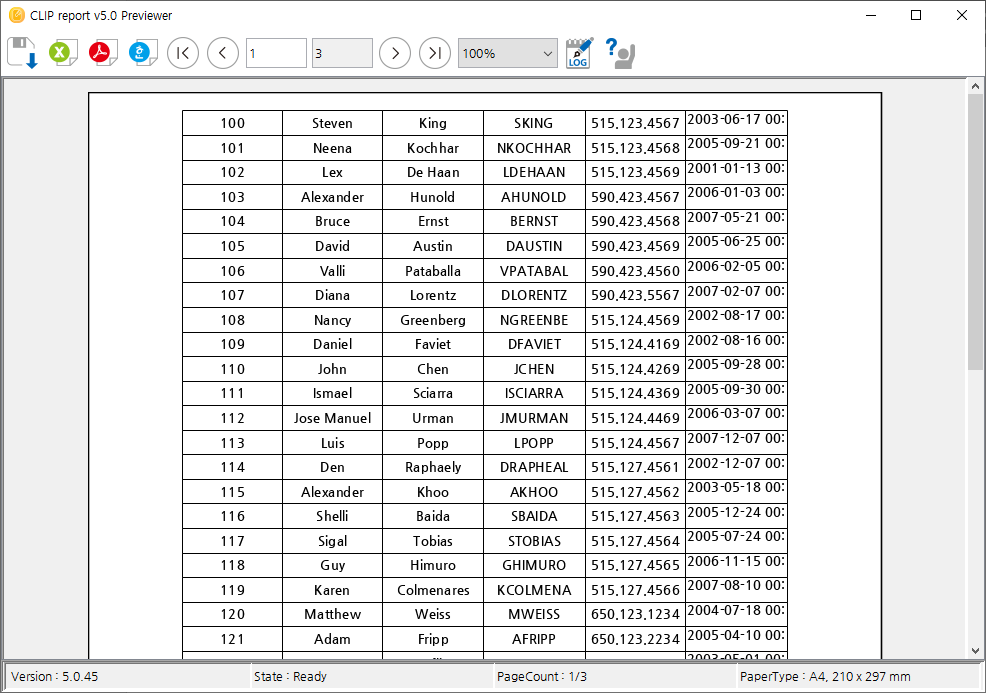 CLIP report v5.0 Previewer
1 3 100% LOG
100 Steven King SKING 515.123.4567 2003-06-17 00:
101 Neena Kochhar NKOCHHAR 515.123.4568 2005-09-21 00:
102 Lex De Haan LDEHAAN 515.123.4569 2001-01-13 00:
103 Alexander Hunold AHUNOLD 590.423.4567 2006-01-03 00:
104 Bruce Ernst BERNST 590.423.4568 2007-05-21 00:
105 David Austin DAUSTIN 590.423.4569 2005-06-25 00:
106 Valli Pataballa VPATABAL 590.423.4560 2006-02-05 00:
107 Diana Lorentz DLORENTZ 590.423.5567 2007-02-07 00:
108 Nancy Greenberg NGREENBE 515.124.4569 2002-08-17 00:
109 Daniel Faviet DFAVIET 515.124.4169 2002-08-16 00:
110 John Chen JCHEN 515.124.4269 2005-09-28 00:
111 Ismael Sciarra ISCIARRA 515.124.4369 2005-09-30 00:
112 Jose Manuel Urman JMURMAN 515.124.4469 2006-03-07 00:
113 Luis Popp LPOPP 515.124.4567 2007-12-07 00:
114 Den Raphaely DRAPHEAL 515.127.4561 2002-12-07 00:
115 Alexander Khoo AKHOO 515.127.4562 2003-05-18 00:
116 Shelli Baida SBAIDA 515.127.4563 2005-12-24 00:
117 Sigal Tobias STOBIAS 515.127.4564 2005-07-24 00:
118 Guy Himuro GHIMURO 515.127.4565 2006-11-15 00:
119 Karen Colmenares KCOLMENA 515.127.4566 2007-08-10 00:
120 Matthew Weiss MWEISS 650.123.1234 2004-07-18 00:
121 Adam Fripp AFRIPP 650.123.2234 2005-04-10 00:
Version : 5.0.45 State : Ready PageCount : 1/3 PaperType : A4, 210 x 297 mm